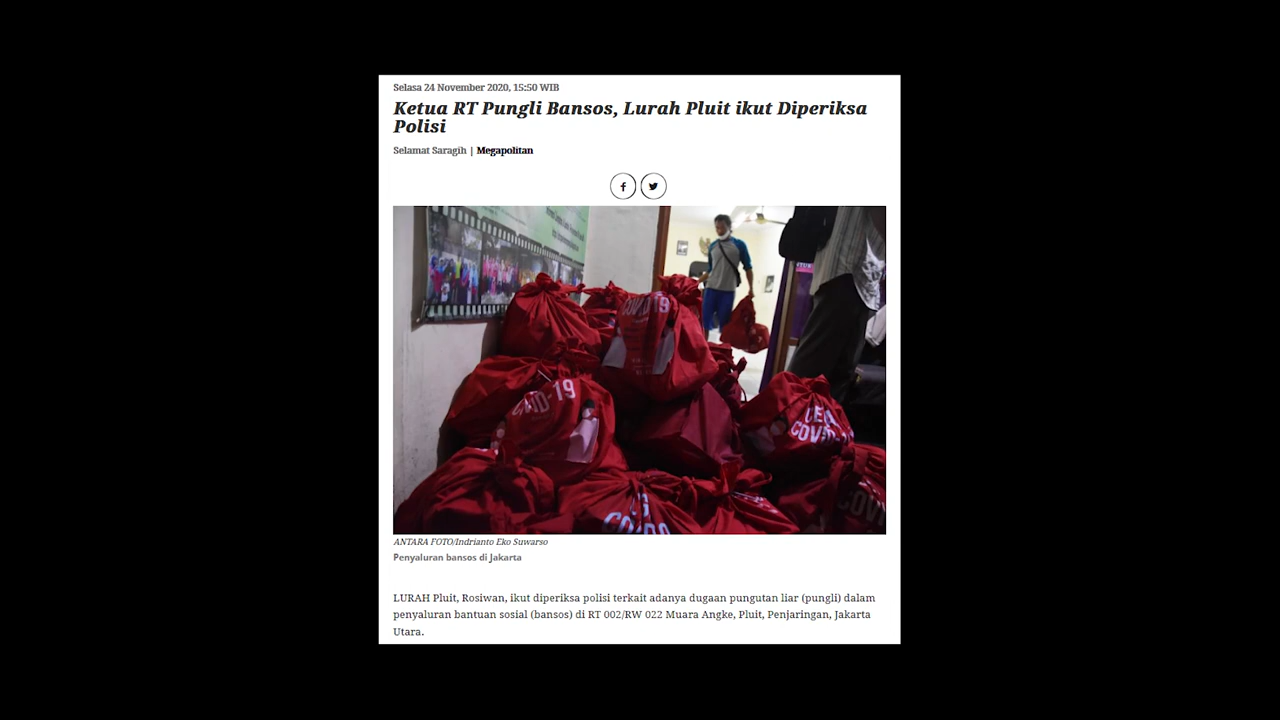 Selasa 24 November 2020, 15:50 WIB
Ketua RT Pungli Bansos, Lurah Pluit ikut Diperiksa
Polisi
Selamat Saragih | Megapolitan
COVID-19
COVID-19
ANTARA FOTO/Indrianto Eko Suwarso
Penyaluran bansos di Jakarta
LURAH Pluit, Rosiwan, ikut diperiksa polisi terkait adanya dugaan pungutan liar (pungli) dalam
penyaluran bantuan sosial (bansos) di RT 002/RW 022 Muara Angke, Pluit, Penjaringan, Jakarta
Utara.